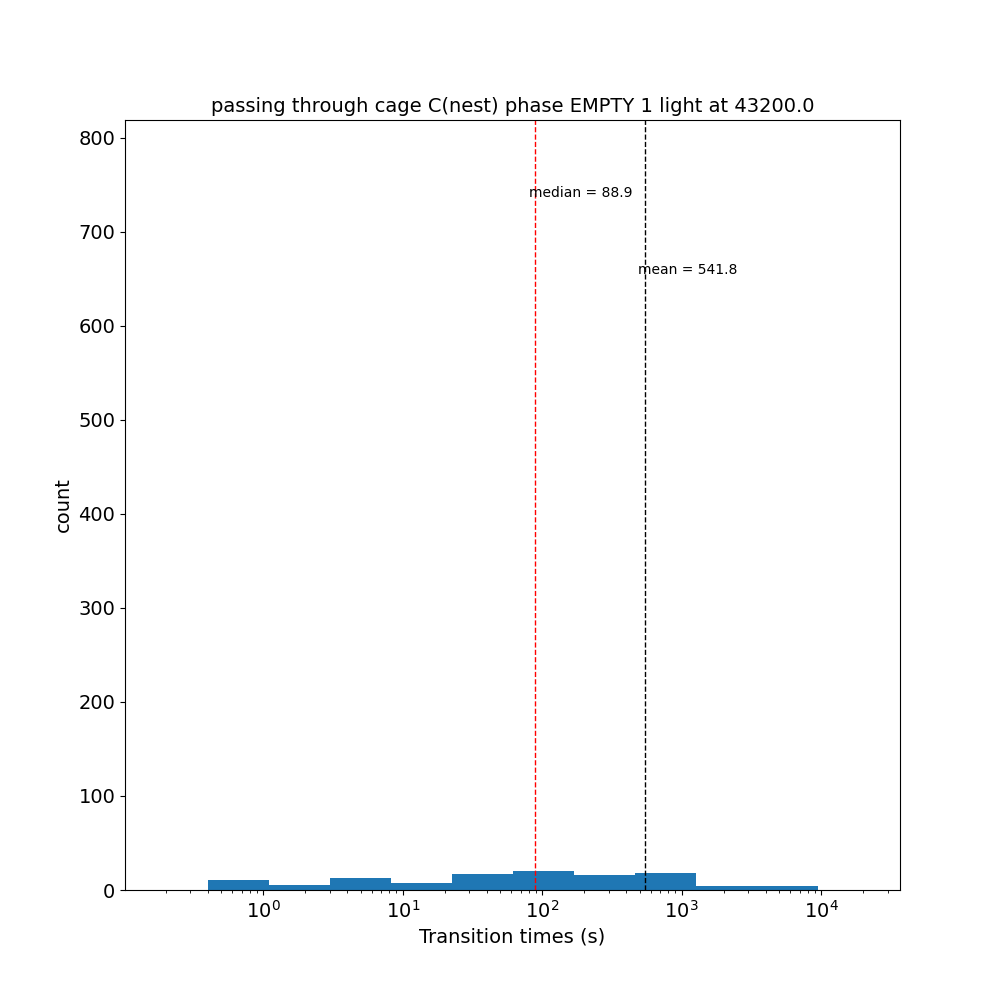 passing through cage C(nest) phase EMPTY 1 light at 43200.0
800
700
600
500
400
300
200
100
0
count
median = 88.9
mean = 541.8
10⁰ 10¹ 10² 10³ 10⁴
Transition times (s)